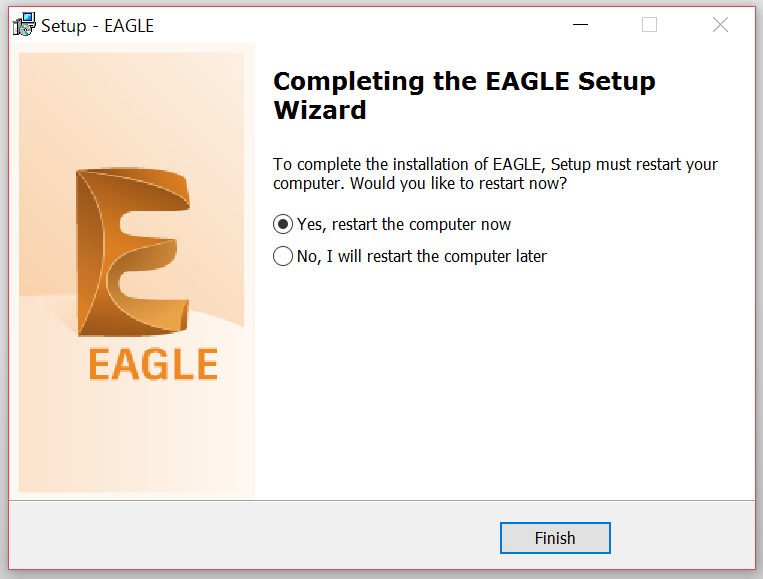 Setup - EAGLE
Completing the EAGLE Setup
Wizard
To complete the installation of EAGLE, Setup must restart your
computer. Would you like to restart now?
Yes, restart the computer now
No, I will restart the computer later
EAGLE
Finish